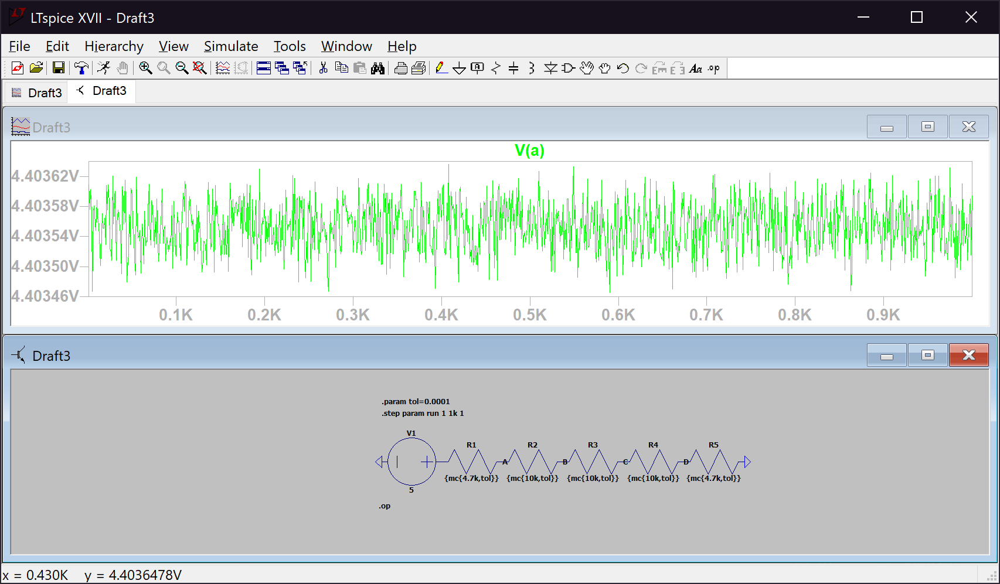 LTspice XVII - Draft3
File Edit Hierarchy View Simulate Tools Window Help
Aa .op
Draft3 Draft3
Draft3
V(a)
4.40362V
4.40358V
4.40354V
4.40350V
4.40346V
0.1K 0.2K 0.3K 0.4K 0.5K 0.6K 0.7K 0.8K 0.9K
Draft3
.param tol=0.0001
.step param run 1 1k 1
V1
R1 R2 R3 R4 R5
A B C D
{mc{4.7k,tol}} {mc{10k,tol}} {mc{10k,tol}} {mc{10k,tol}} {mc{4.7k,tol}}
5
.op
x = 0.430K y = 4.4036478V